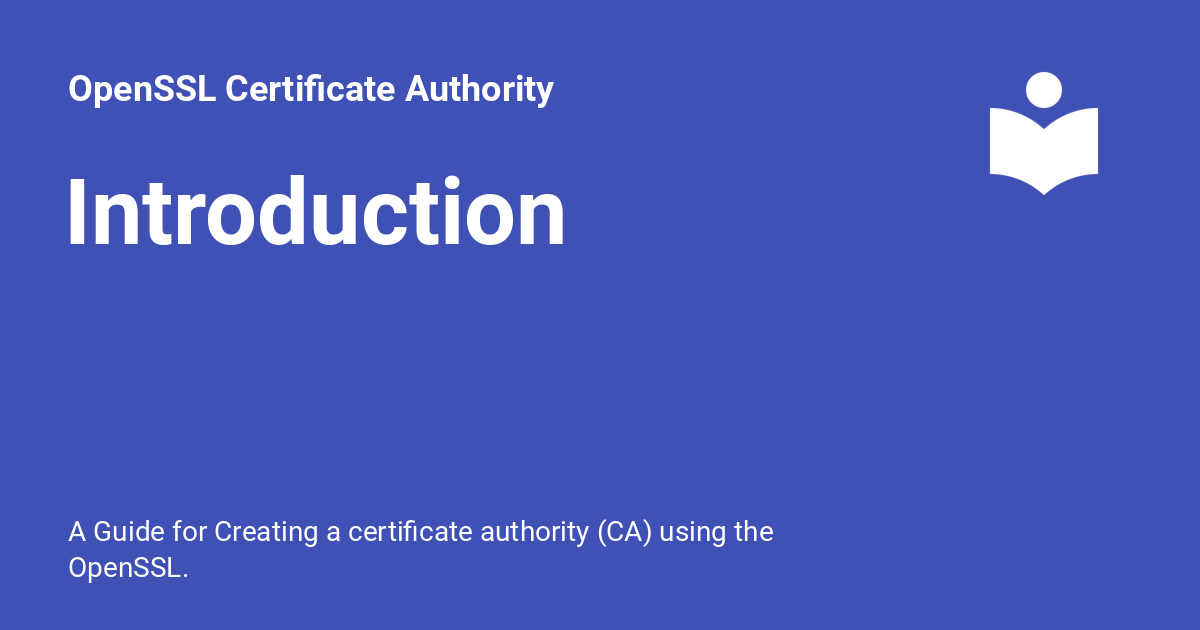 OpenSSL Certificate Authority
Introduction
A Guide for Creating a certificate authority (CA) using the
OpenSSL.